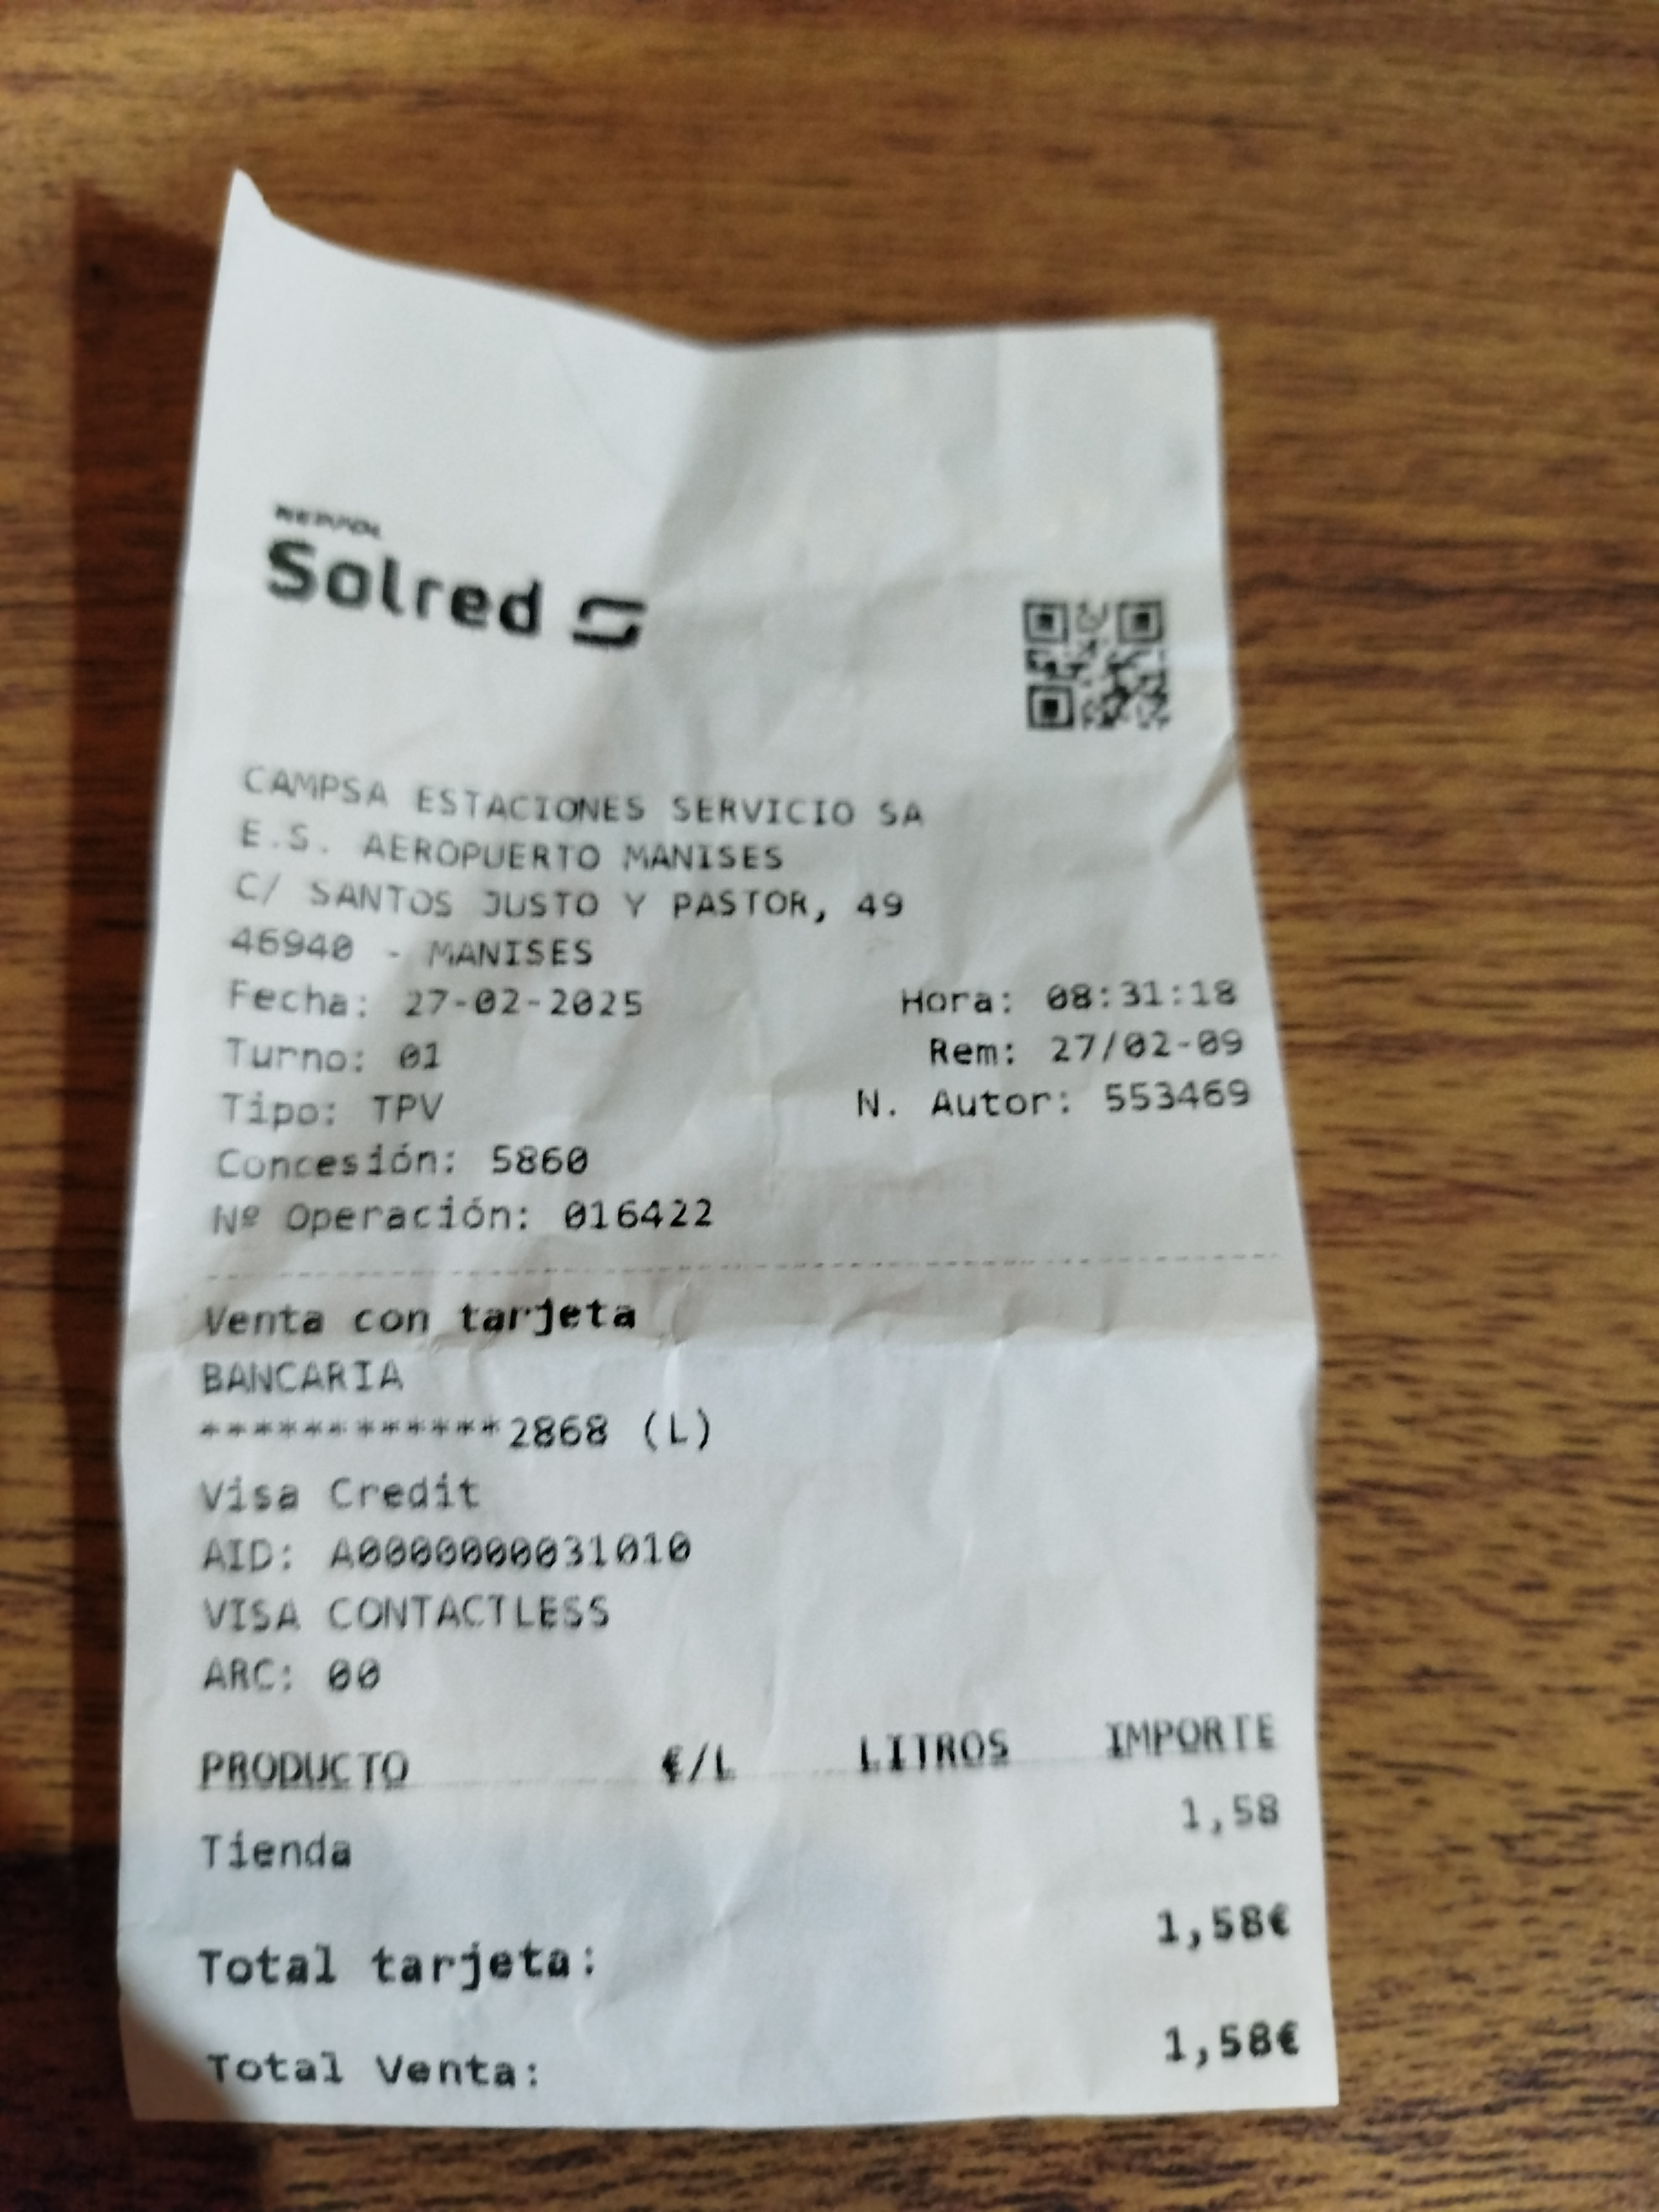 REPSOL
Solred
CAMPSA ESTACIONES SERVICIO SA
E.S. AEROPUERTO MANISES
C/ SANTOS JUSTO Y PASTOR, 49
46940 - MANISES
Fecha: 27-02-2025 Hora: 08:31:18
Turno: 01 Rem: 27/02-09
Tipo: TPV N. Autor: 553469
Concesión: 5860
Nº Operación: 016422
Venta con tarjeta
BANCARIA
************2868 (L)
Visa Credit
AID: A0000000031010
VISA CONTACTLESS
ARC: 00
PRODUCTO €/L LITROS IMPORTE
Tienda 1,58
Total tarjeta: 1,58€
Total Venta: 1,58€